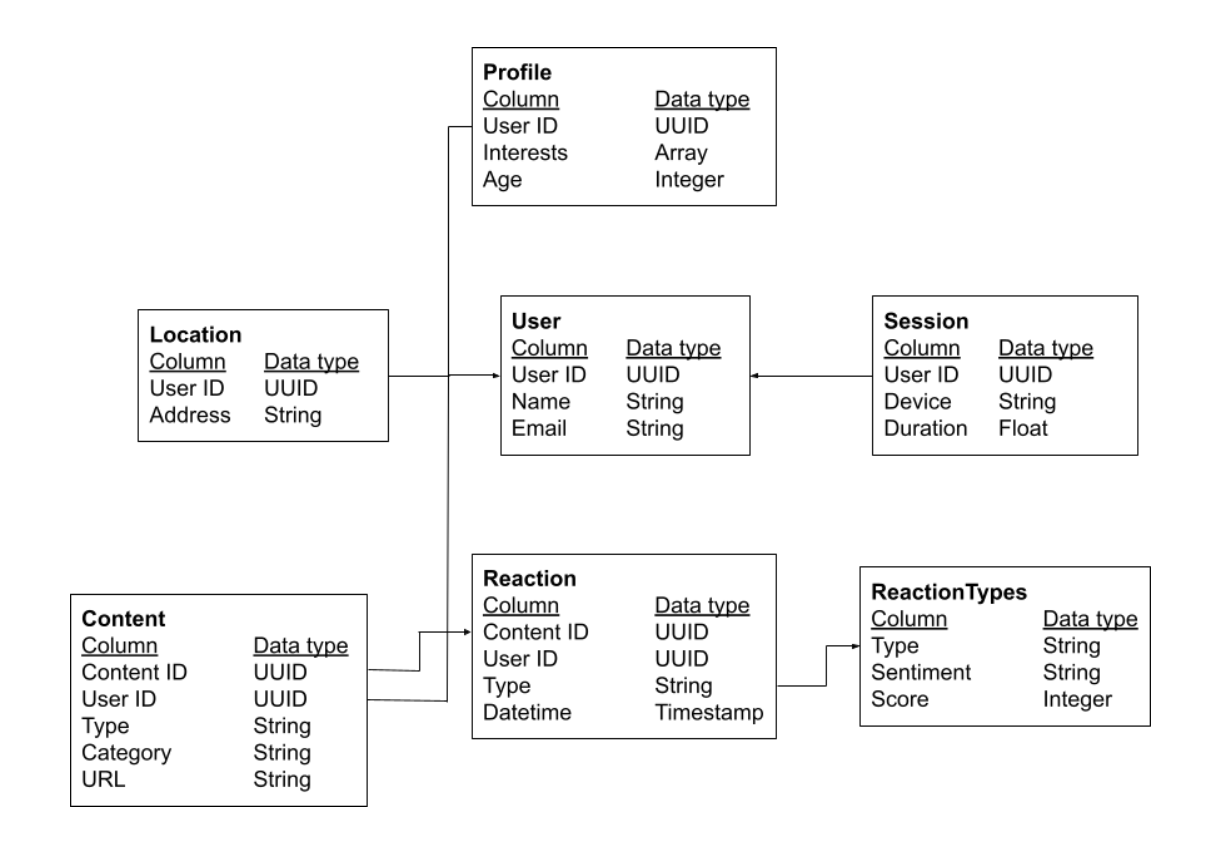 Profile
Column Data type
User ID UUID
Interests Array
Age Integer
Location
Column Data type
User ID UUID
Address String
User
Column Data type
User ID UUID
Name String
Email String
Session
Column Data type
User ID UUID
Device String
Duration Float
Content
Column Data type
Content ID UUID
User ID UUID
Type String
Category String
URL String
Reaction
Column Data type
Content ID UUID
User ID UUID
Type String
Datetime Timestamp
ReactionTypes
Column Data type
Type String
Sentiment String
Score Integer